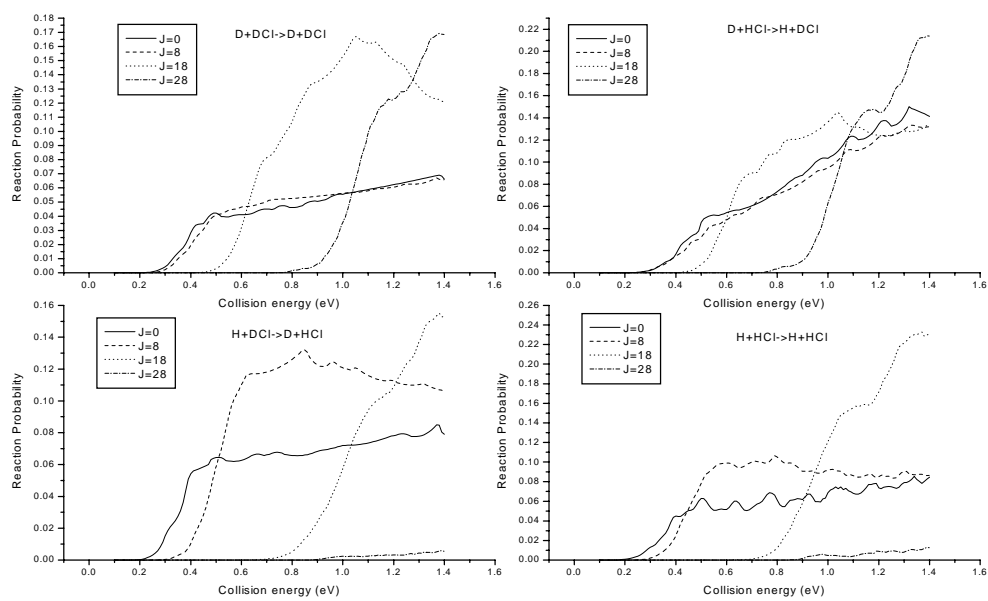 D+DCl->D+DCl
J=0
J=8
J=18
J=28
Reaction Probability
0.18
0.17
0.16
0.15
0.14
0.13
0.12
0.11
0.10
0.09
0.08
0.07
0.06
0.05
0.04
0.03
0.02
0.01
0.00
0.0 0.2 0.4 0.6 0.8 1.0 1.2 1.4 1.6
Collision energy (eV)
D+HCl->H+DCl
J=0
J=8
J=18
J=28
Reaction Probability
0.22
0.20
0.18
0.16
0.14
0.12
0.10
0.08
0.06
0.04
0.02
0.00
0.0 0.2 0.4 0.6 0.8 1.0 1.2 1.4 1.6
Collision energy (eV)
H+DCl->D+HCl
J=0
J=8
J=18
J=28
Reaction Probability
0.16
0.14
0.12
0.10
0.08
0.06
0.04
0.02
0.00
0.0 0.2 0.4 0.6 0.8 1.0 1.2 1.4 1.6
Collision energy (eV)
H+HCl->H+HCl
J=0
J=8
J=18
J=28
Reaction Probability
0.26
0.24
0.22
0.20
0.18
0.16
0.14
0.12
0.10
0.08
0.06
0.04
0.02
0.00
0.0 0.2 0.4 0.6 0.8 1.0 1.2 1.4 1.6
Collision energy (eV)